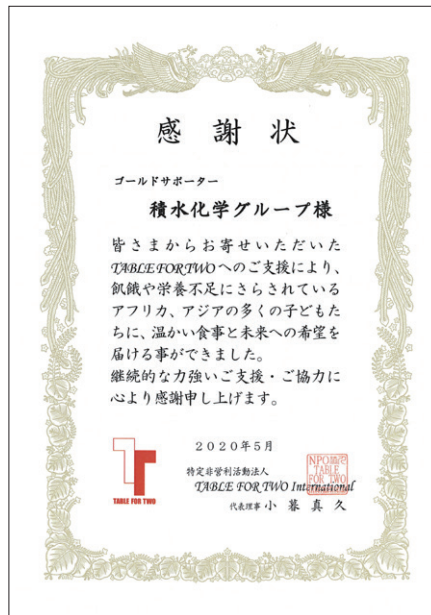 感謝状
ゴールドサポーター
積水化学グループ様
皆さまからお寄せいただいた
TABLE FOR TWOへのご支援により、
飢餓や栄養不足にさらされている
アフリカ、アジアの多くの子どもた
ちに、温かい食事と未来への希望を
届ける事ができました。
継続的な力強いご支援・ご協力に
心より感謝申し上げます。
2020年5月
特定非営利活動法人
TABLE FOR TWO International
代表理事 小暮真久
TABLE FOR TWO